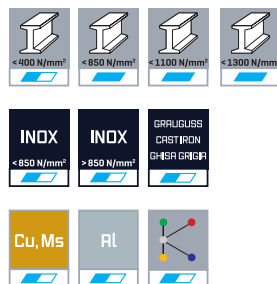 <400 N/mm² <850 N/mm² <1100 N/mm² <1300 N/mm²
INOX INOX GRAUGUSS
CAST IRON
GHISA GRIGIA
<850 N/mm² >850 N/mm²
Cu, Ms Al